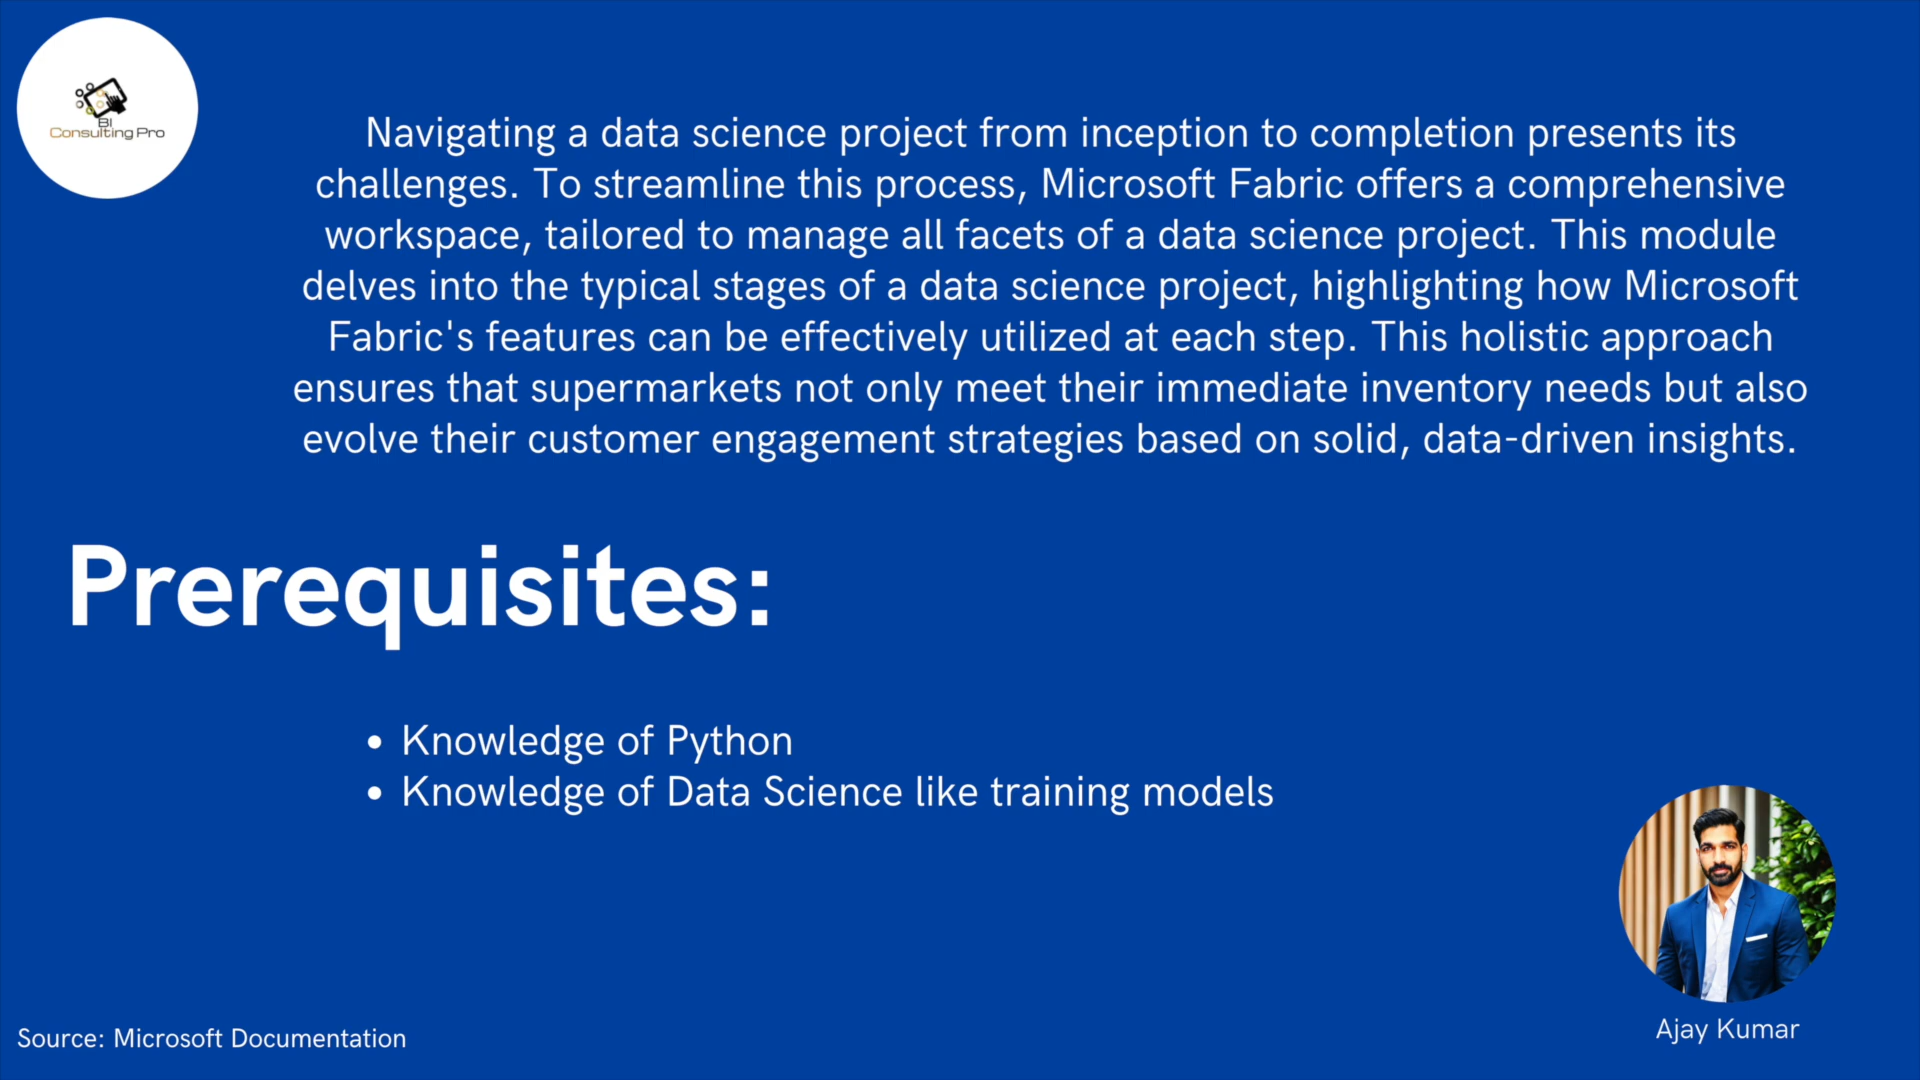 BI
Consulting Pro
Navigating a data science project from inception to completion presents its
challenges. To streamline this process, Microsoft Fabric offers a comprehensive
workspace, tailored to manage all facets of a data science project. This module
delves into the typical stages of a data science project, highlighting how Microsoft
Fabric's features can be effectively utilized at each step. This holistic approach
ensures that supermarkets not only meet their immediate inventory needs but also
evolve their customer engagement strategies based on solid, data-driven insights.
Prerequisites:
• Knowledge of Python
• Knowledge of Data Science like training models
Ajay Kumar
Source: Microsoft Documentation